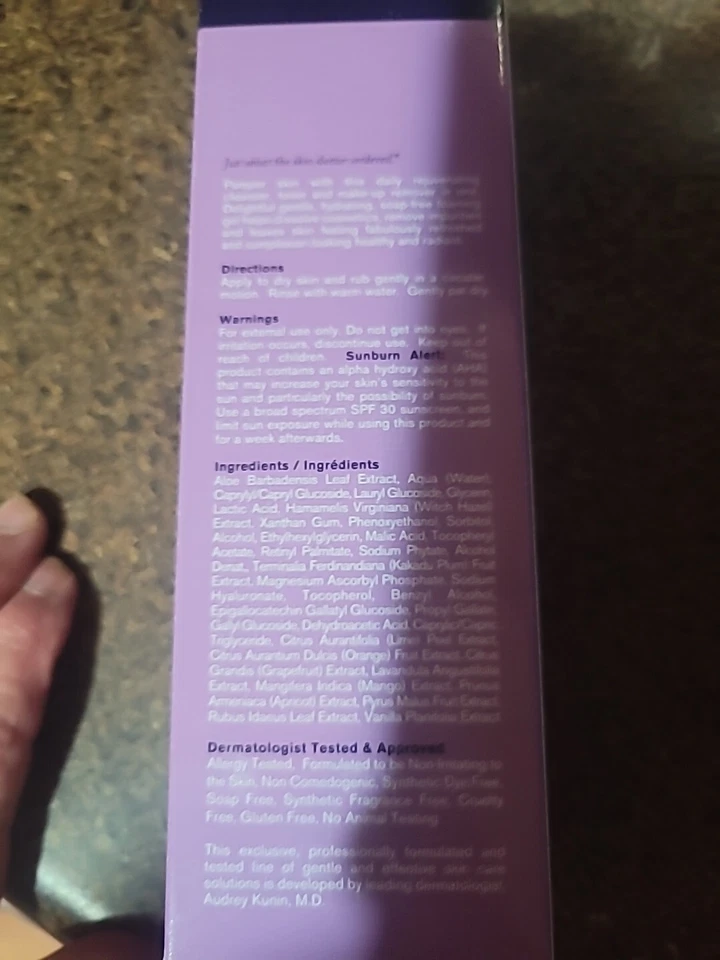 Just what the skin doctor ordered™
Pamper skin with this daily rejuvenating
cleanser, toner and make-up remover in one.
and leaves skin feeling fabulously refreshed
and looking healthy and radiant.
Directions
Apply to dry skin and rub gently in a circular
motion. Rinse with warm water. Gently pat dry.
Warnings
For external use only. Do not get into eyes. If
irritation occurs, discontinue use. Keep out of
reach of children. Sunburn Alert: This
product contains an alpha hydroxy acid (AHA)
that may increase your skin's sensitivity to the
sun and particularly the possibility of sunburn.
Use a broad spectrum SPF 30 sunscreen, and
limit sun exposure while using this product and
for a week afterwards.
Ingredients / Ingrédients
Aloe Barbadensis Leaf Extract, Aqua (Water),
Caprylyl/Capryl Glucoside, Lauryl Glucoside, Glycerin,
Lactic Acid, Hamamelis Virginiana (Witch Hazel)
Extract, Xanthan Gum, Phenoxyethanol, Sorbitol,
Alcohol, Ethylhexylglycerin, Malic Acid, Tocopheryl
Acetate, Retinyl Palmitate, Sodium Phytate, Alcohol
Denat., Terminalia Ferdinandiana (Kakadu Plum) Fruit
Extract, Magnesium Ascorbyl Phosphate, Sodium
Hyaluronate, Tocopherol, Benzyl Alcohol,
Epigallocatechin Gallatyl Glucoside, Propyl Gallate,
Gallyl Glucoside, Dehydroacetic Acid, Caprylic/Capric
Triglyceride, Citrus Aurantifolia (Lime) Peel Extract,
Citrus Aurantium Dulcis (Orange) Fruit Extract, Citrus
Grandis (Grapefruit) Extract, Lavandula Angustifolia
Extract, Mangifera Indica (Mango) Extract, Prunus
Armeniaca (Apricot) Extract, Pyrus Malus Fruit Extract,
Rubus Idaeus Leaf Extract, Vanilla Planifolia Extract
Dermatologist Tested & Approved
Allergy Tested, Formulated to be Non-Irritating to
the Skin, Non Comedogenic, Synthetic Dye Free,
Soap Free, Synthetic Fragrance Free, Cruelty
Free, Gluten Free, No Animal Testing
This exclusive, professionally formulated and
tested line of gentle and effective skin care
solutions is developed by leading dermatologist,
Audrey Kunin, M.D.